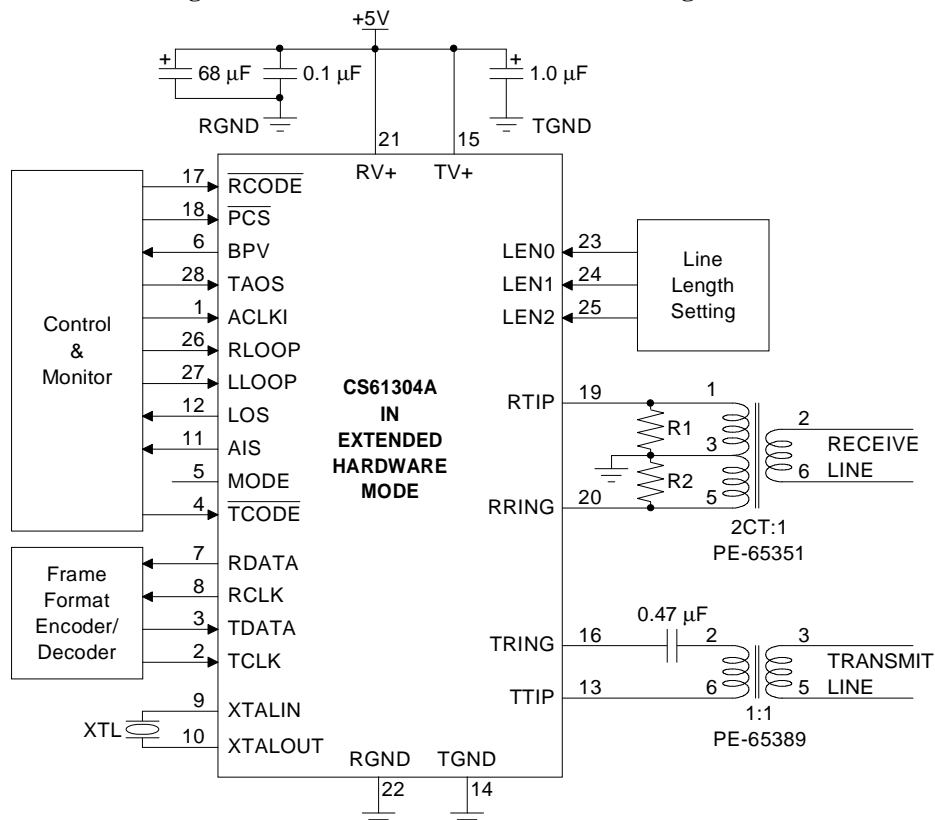 +5V
+
68 µF
0.1 µF
+
1.0 µF
RGND
TGND
21
15
RV+
TV+
Control
&
Monitor
17
RCODE
18
PCS
6
BPV
28
TAOS
1
ACLKI
26
RLOOP
27
LLOOP
12
LOS
11
AIS
5
MODE
4
TCODE
Frame
Format
Encoder/
Decoder
7
RDATA
8
RCLK
3
TDATA
2
TCLK
XTL
9
XTALIN
10
XTALOUT
CS61304A
IN
EXTENDED
HARDWARE
MODE
LEN0
23
LEN1
24
LEN2
25
Line
Length
Setting
RTIP
19
R1
R2
RRING
20
1
3
5
2
6
RECEIVE
LINE
2CT:1
PE-65351
TRING
16
0.47 µF
TTIP
13
2
6
3
5
TRANSMIT
LINE
1:1
PE-65389
RGND
TGND
22
14